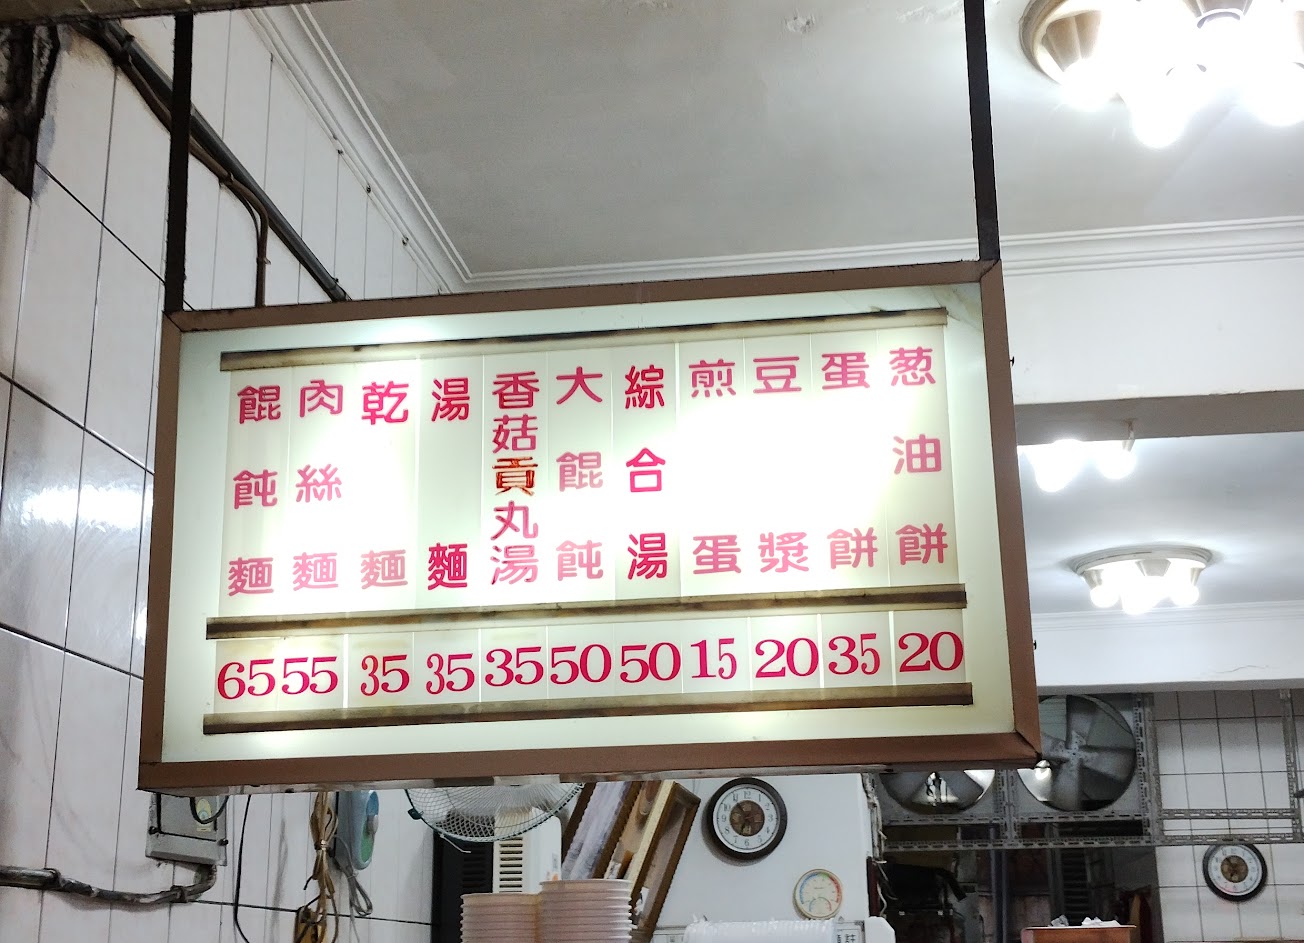 葱油餅 20
蛋餅 35
豆漿 20
煎蛋 15
綜合湯 50
大餛飩 50
香菇貢丸湯 35
湯麵 35
乾麵 35
肉絲麵 55
餛飩麵 65